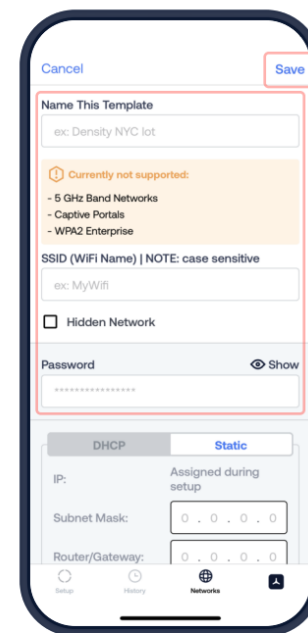 Cancel Save
Name This Template
ex: Density NYC lot
Currently not supported:
- 5 GHz Band Networks
- Captive Portals
- WPA2 Enterprise
SSID (WiFi Name) | NOTE: case sensitive
ex: MyWifi
Hidden Network
Password Show
****************
DHCP Static
IP: Assigned during
setup
Subnet Mask: 0 . 0 . 0 . 0
Router/Gateway: 0 . 0 . 0 . 0
Setup History Networks